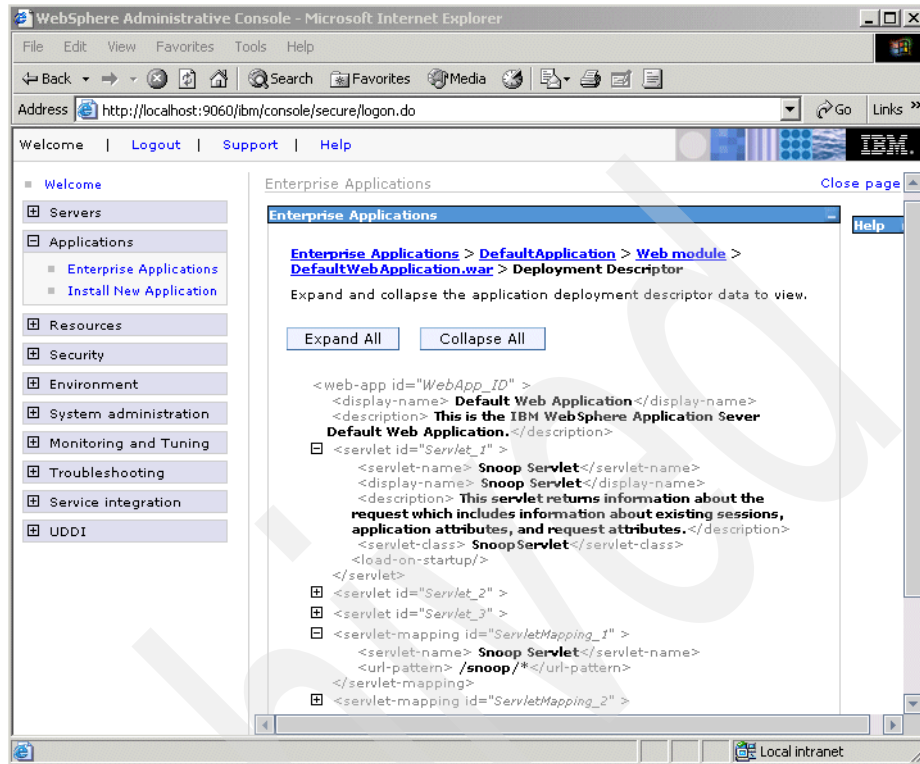 WebSphere Administrative Console - Microsoft Internet Explorer
File Edit View Favorites Tools Help
Back Search Favorites Media
Address http://localhost:9060/ibm/console/secure/logon.do Go Links »
Welcome | Logout | Support | Help IBM.
Welcome
Servers
Applications
Enterprise Applications
Install New Application
Resources
Security
Environment
System administration
Monitoring and Tuning
Troubleshooting
Service integration
UDDI
Enterprise Applications Close page
Enterprise Applications
Help
Enterprise Applications > DefaultApplication > Web module >
DefaultWebApplication.war > Deployment Descriptor
Expand and collapse the application deployment descriptor data to view.
Expand All Collapse All
<web-app id="WebApp_ID" >
<display-name> Default Web Application</display-name>
<description> This is the IBM WebSphere Application Sever
Default Web Application.</description>
<servlet id="Servlet_1" >
<servlet-name> Snoop Servlet</servlet-name>
<display-name> Snoop Servlet</display-name>
<description> This servlet returns information about the
request which includes information about existing sessions,
application attributes, and request attributes.</description>
<servlet-class> SnoopServlet</servlet-class>
<load-on-startup/>
</servlet>
<servlet id="Servlet_2" >
<servlet id="Servlet_3" >
<servlet-mapping id="ServletMapping_1" >
<servlet-name> Snoop Servlet</servlet-name>
<url-pattern> /snoop/*</url-pattern>
</servlet-mapping>
<servlet-mapping id="ServletMapping_2" >
Local intranet